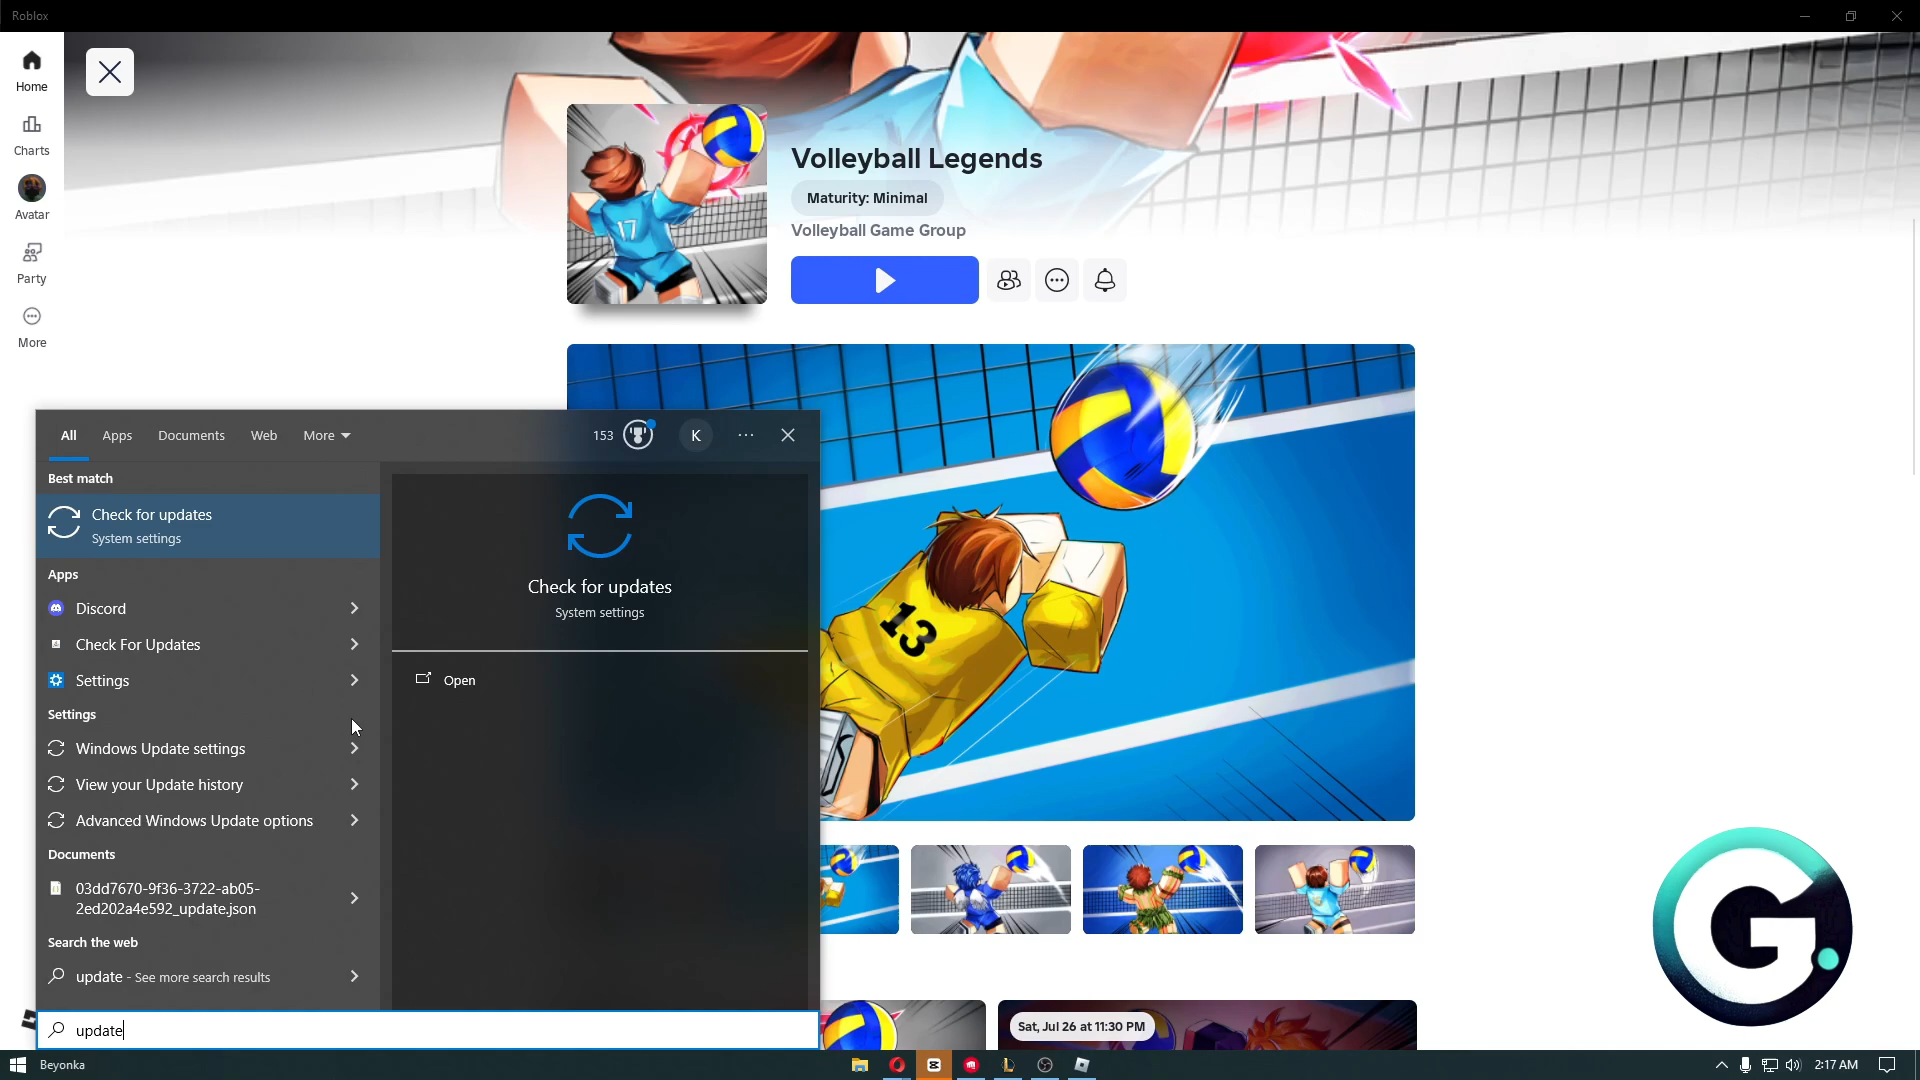 Roblox
Home
Charts
Avatar
Party
More
Volleyball Legends
Maturity: Minimal
Volleyball Game Group
17
13
All
Apps
Documents
Web
More
153
K
Best match
Check for updates
System settings
Apps
Discord
Check For Updates
Settings
Settings
Windows Update settings
View your Update history
Advanced Windows Update options
Documents
03dd7670-9f36-3722-ab05-
2ed202a4e592_update.json
Search the web
update - See more search results
update
Check for updates
System settings
Open
Sat, Jul 26 at 11:30 PM
G
Beyonka
2:17 AM